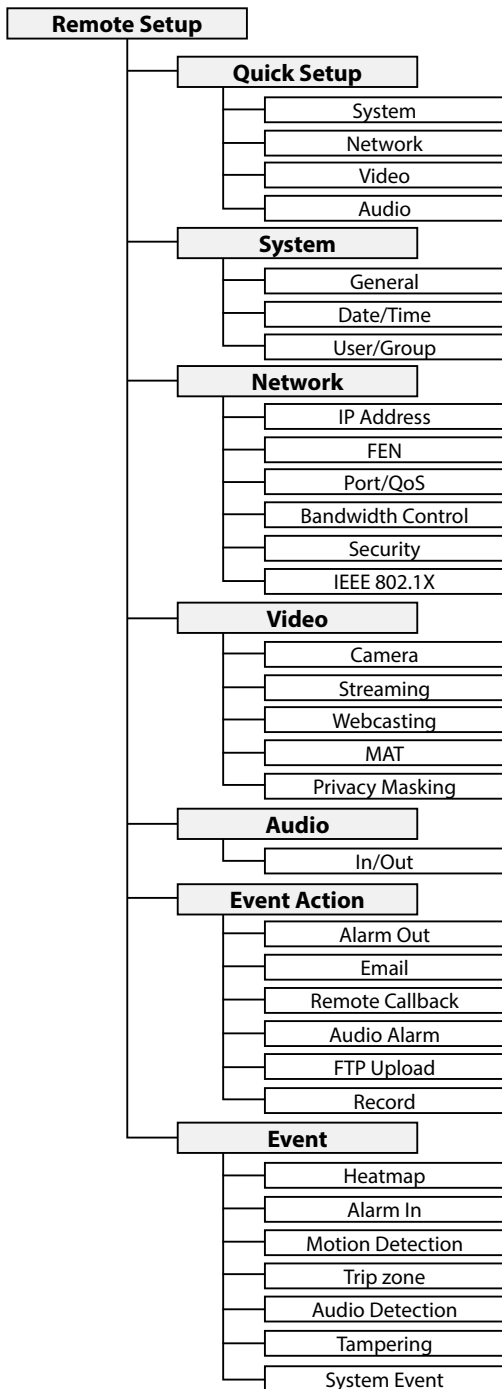 Remote Setup
Quick Setup
System
Network
Video
Audio
System
General
Date/Time
User/Group
Network
IP Address
FEN
Port/QoS
Bandwidth Control
Security
IEEE 802.1X
Video
Camera
Streaming
Webcasting
MAT
Privacy Masking
Audio
In/Out
Event Action
Alarm Out
Email
Remote Callback
Audio Alarm
FTP Upload
Record
Event
Heatmap
Alarm In
Motion Detection
Trip zone
Audio Detection
Tampering
System Event